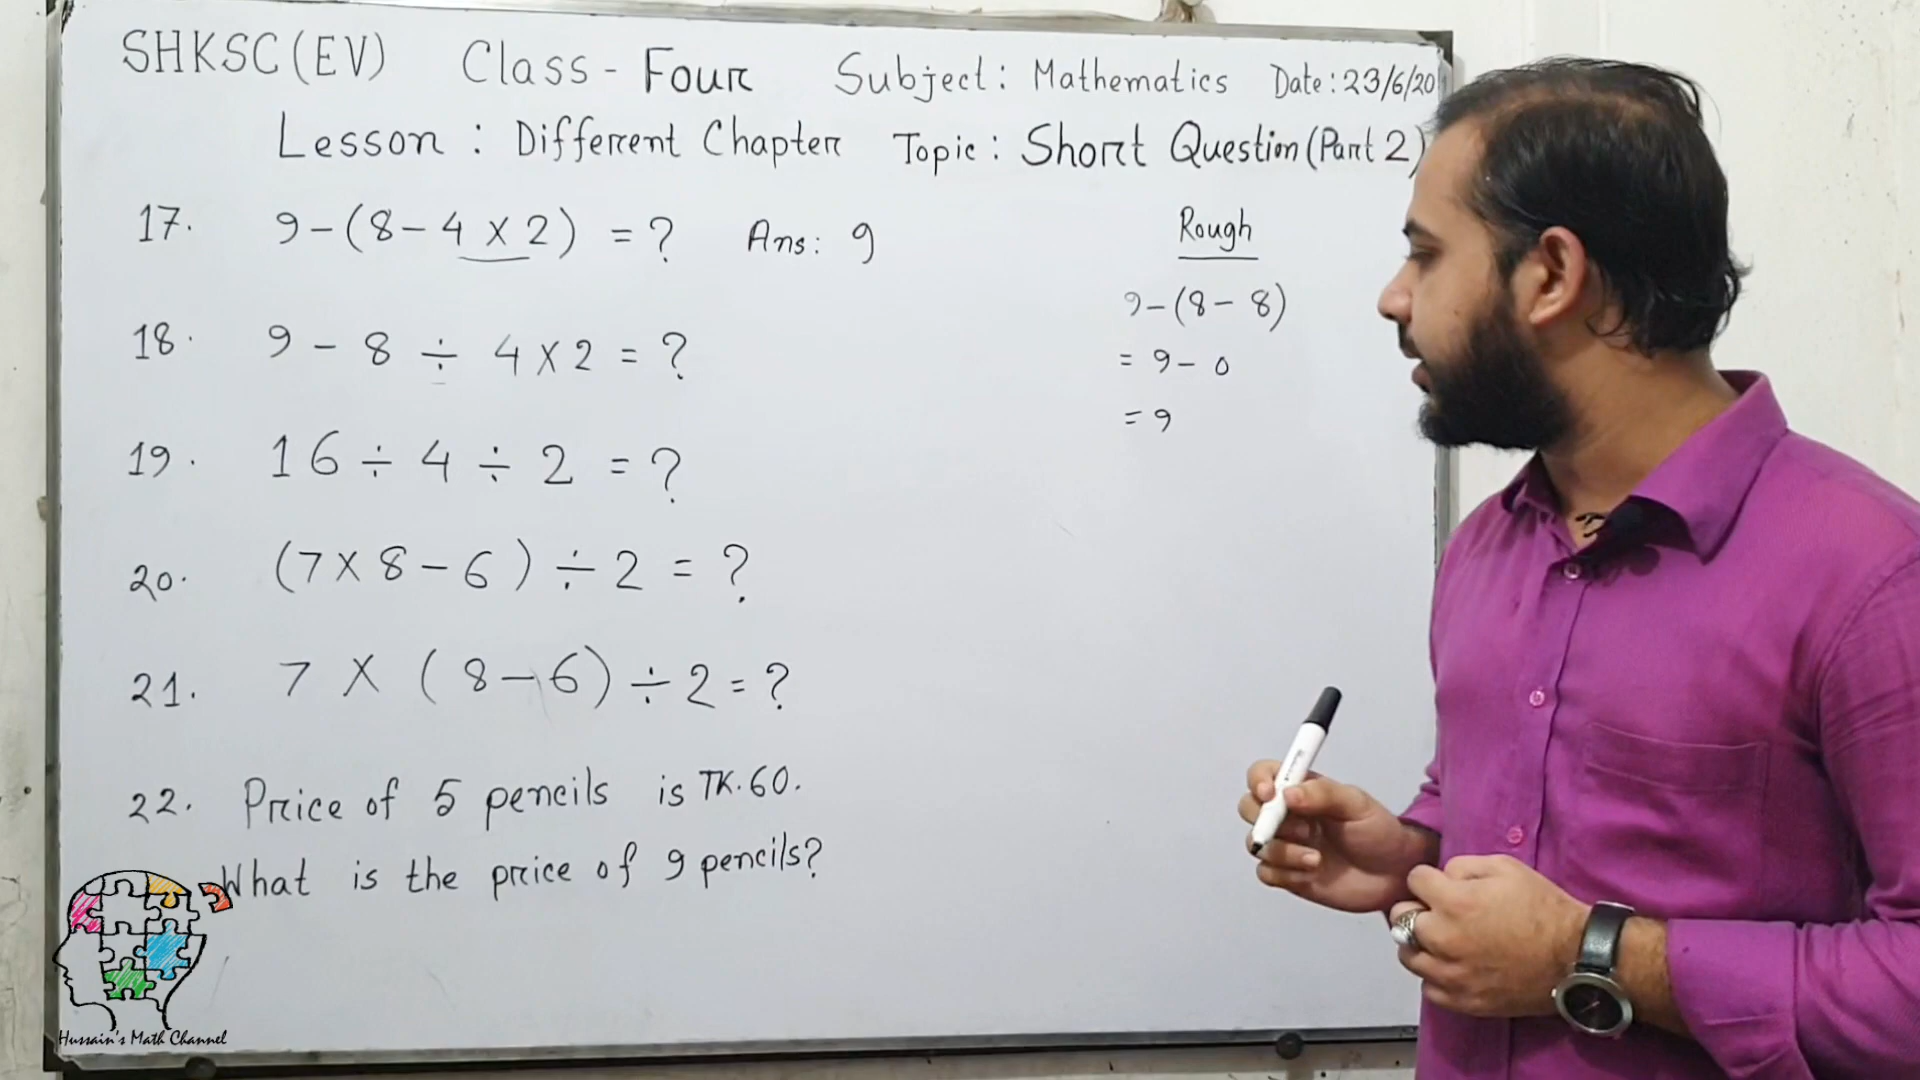 SHKSC(EV) Class - Four Subject: Mathematics Date: 23/6/20
Lesson : Different Chapter Topic: Short Question (Part 2)
17. 9-(8-4×2) = ? Ans: 9
18. 9 - 8 ÷ 4×2 = ?
19. 16 ÷ 4 ÷ 2 = ?
20. (7×8-6) ÷ 2 = ?
21. 7 × (8-6) ÷ 2 = ?
22. Price of 5 pencils is TK.60.
What is the price of 9 pencils?
Rough
9-(8-8)
= 9-0
= 9
Hussain's Math Channel